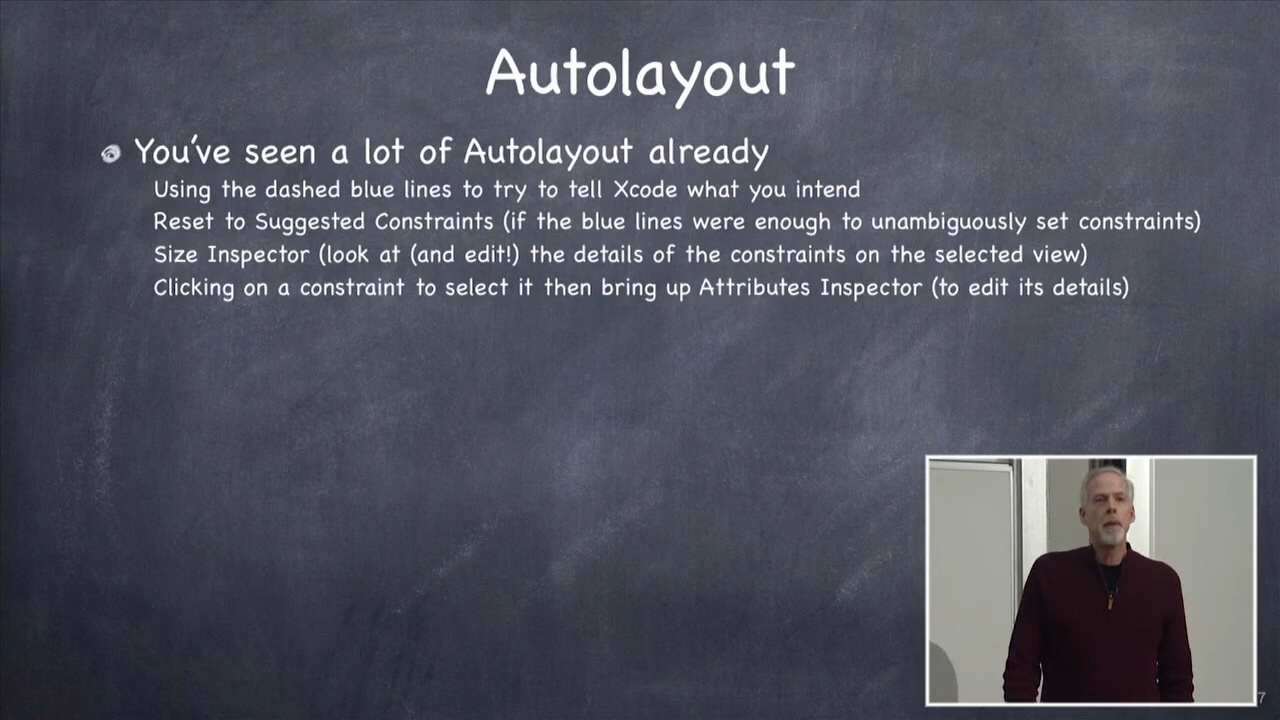 Autolayout
You've seen a lot of Autolayout already
Using the dashed blue lines to try to tell Xcode what you intend
Reset to Suggested Constraints (if the blue lines were enough to unambiguously set constraints)
Size Inspector (look at (and edit!) the details of the constraints on the selected view)
Clicking on a constraint to select it then bring up Attributes Inspector (to edit its details)
7